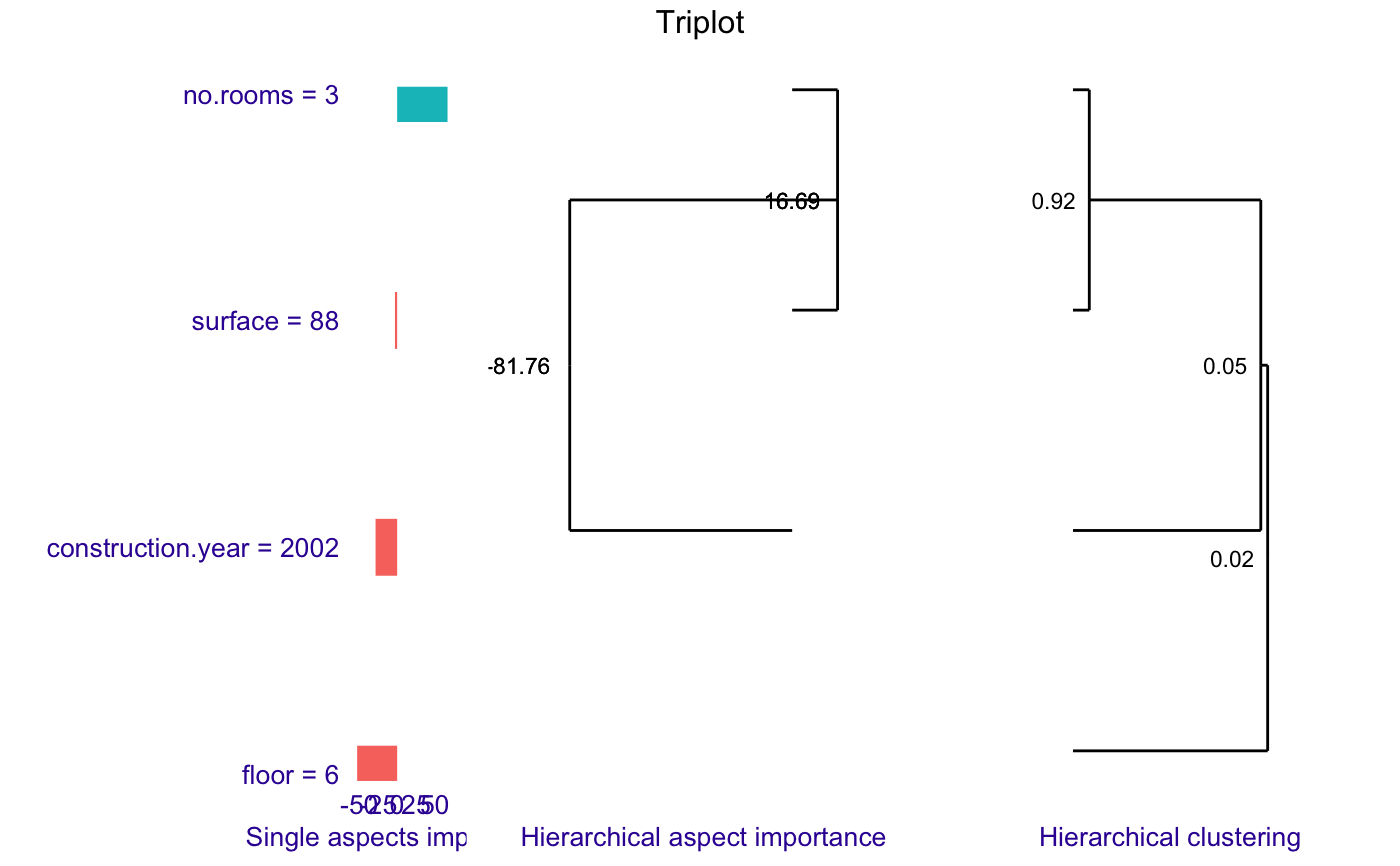 Triplot
no.rooms = 3
16.69
0.92
surface = 88
-81.76
0.05
construction.year = 2002
0.02
floor = 6
-50 -25 0 25 50
Single aspects imp
Hierarchical aspect importance
Hierarchical clustering